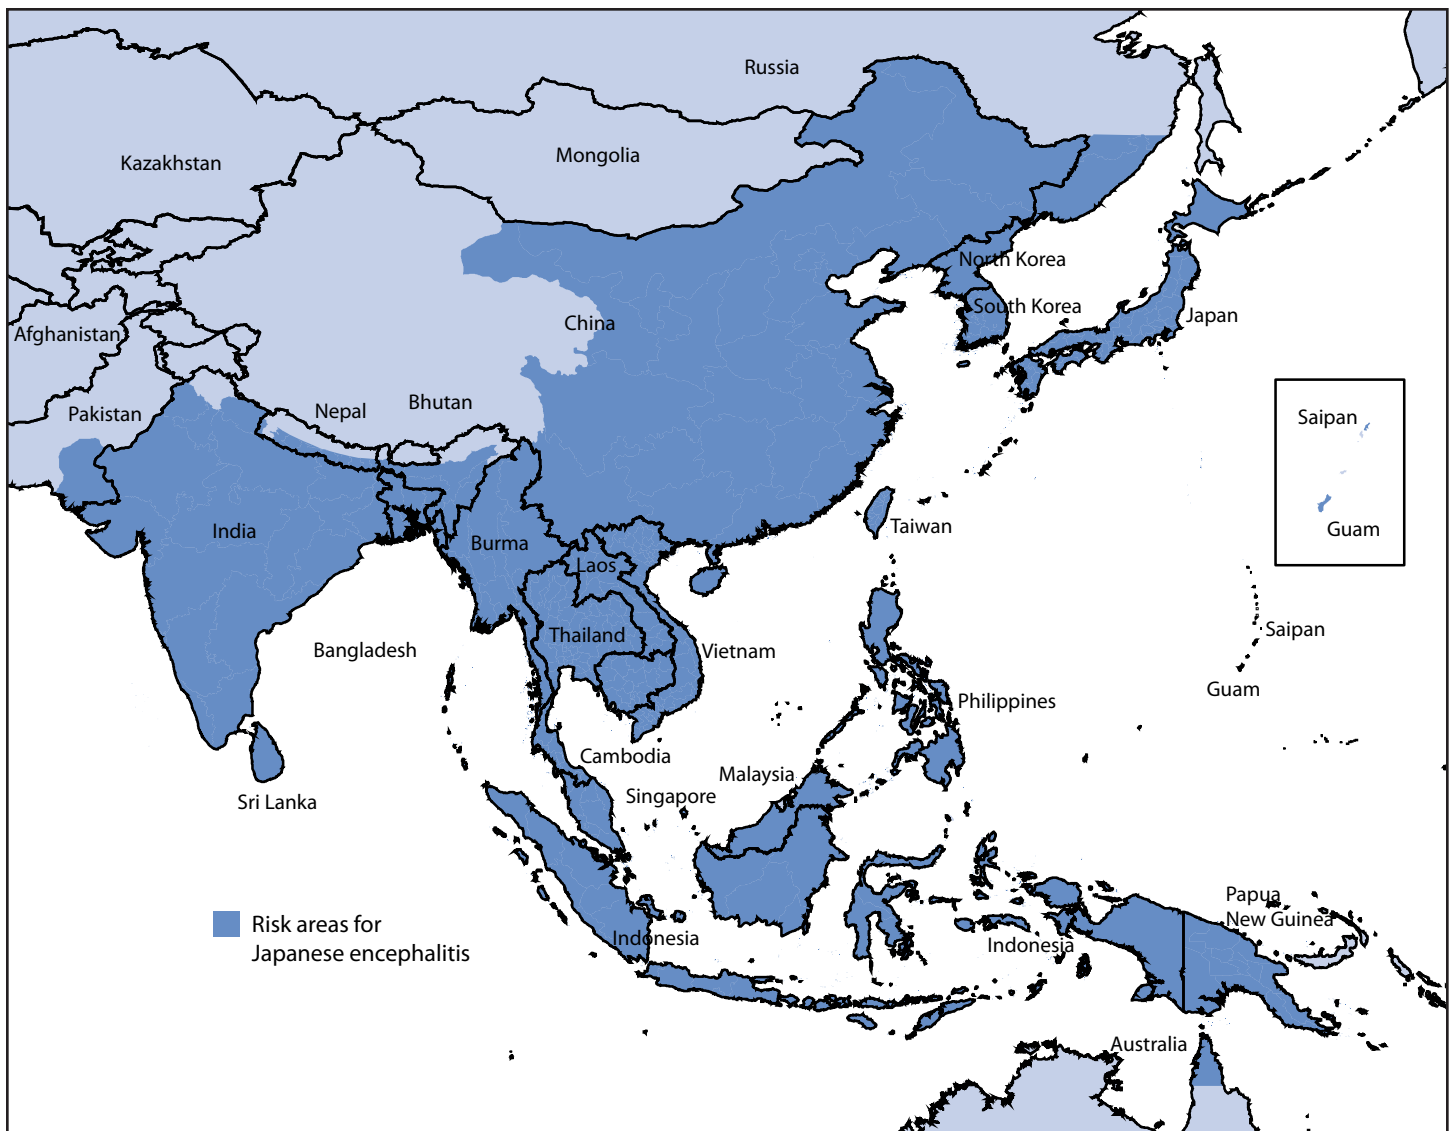 Russia
Mongolia
Kazakhstan
North Korea
South Korea
Japan
China
Afghanistan
Pakistan
Nepal
Bhutan
Saipan
Guam
India
Burma
Taiwan
Laos
Thailand
Bangladesh
Vietnam
Saipan
Guam
Philippines
Cambodia
Malaysia
Singapore
Sri Lanka
Papua
New Guinea
Risk areas for
Japanese encephalitis
Indonesia
Indonesia
Australia